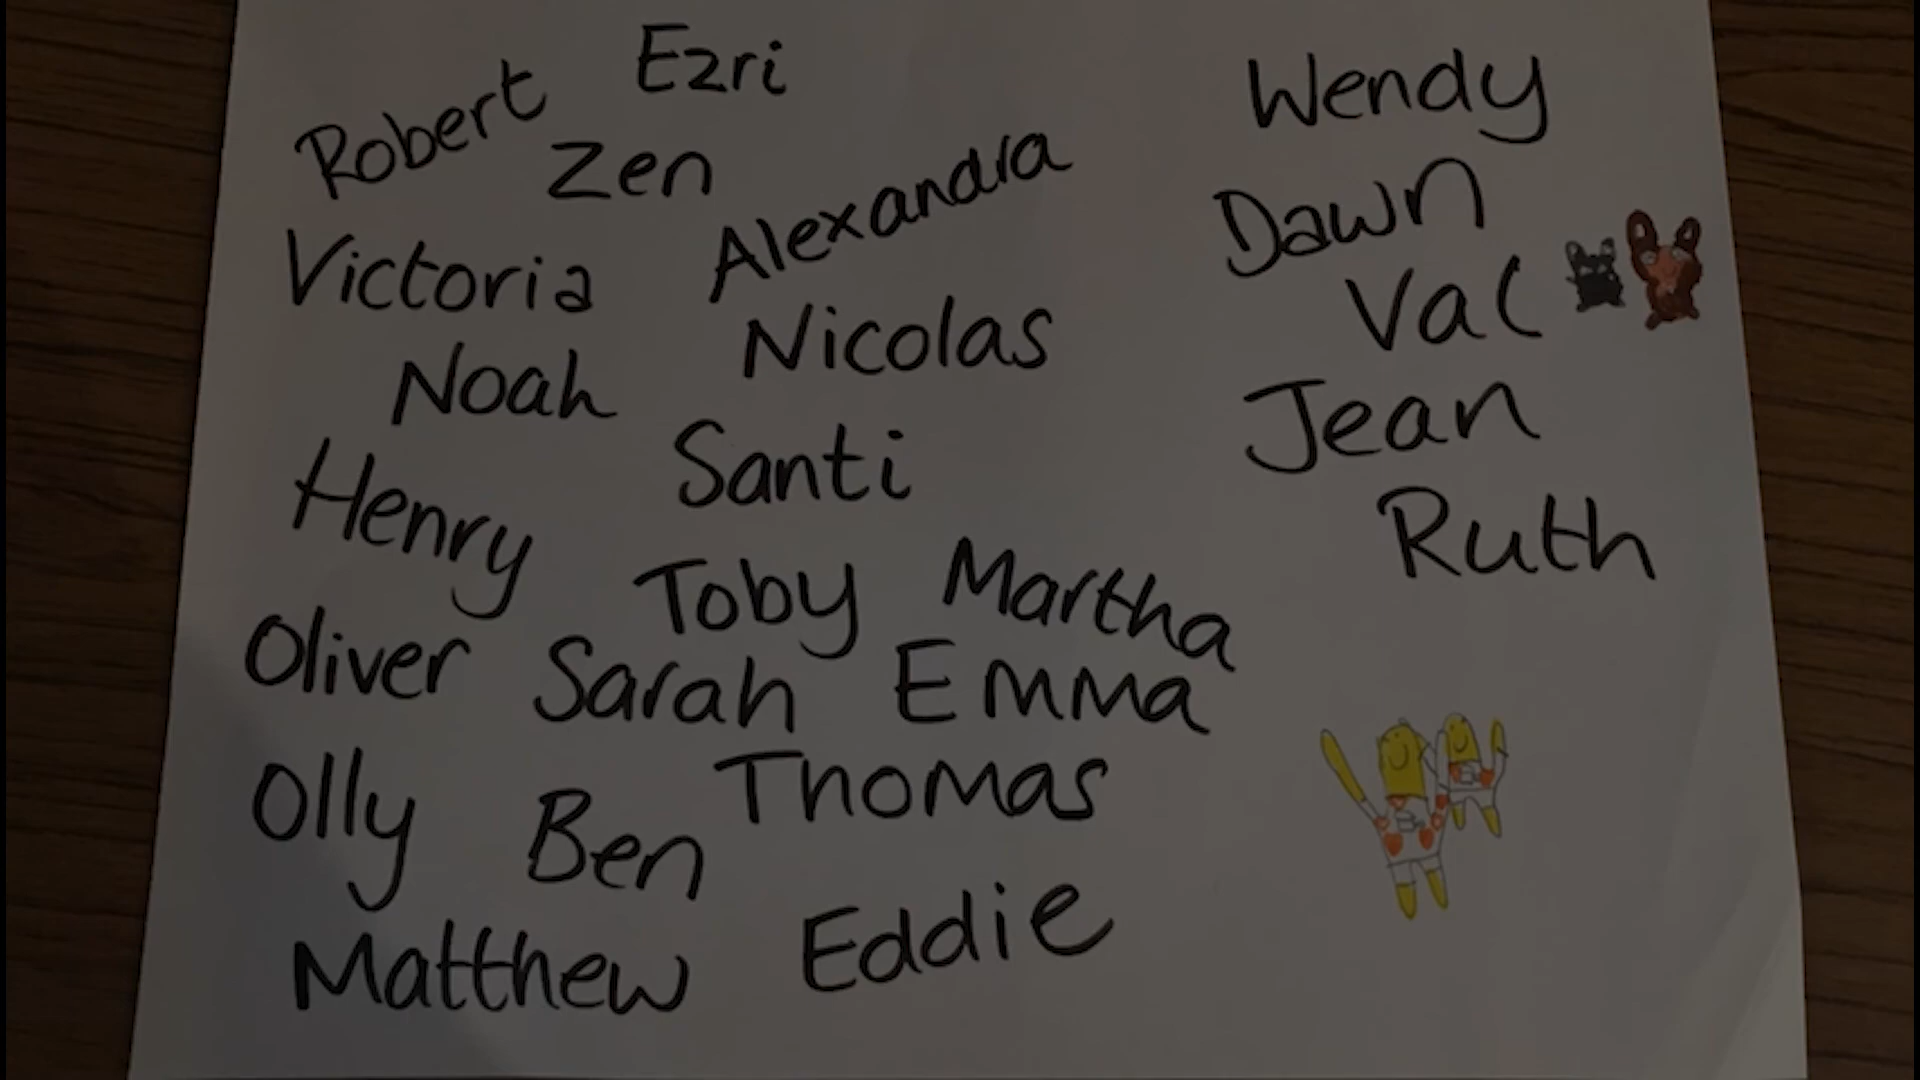 Ezri
Robert
Zen
Alexandra
Victoria
Nicolas
Noah
Santi
Henry
Toby Martha
Oliver Sarah Emma
Thomas
Olly Ben
Matthew Eddie
Wendy
Dawn
Val
Jean
Ruth